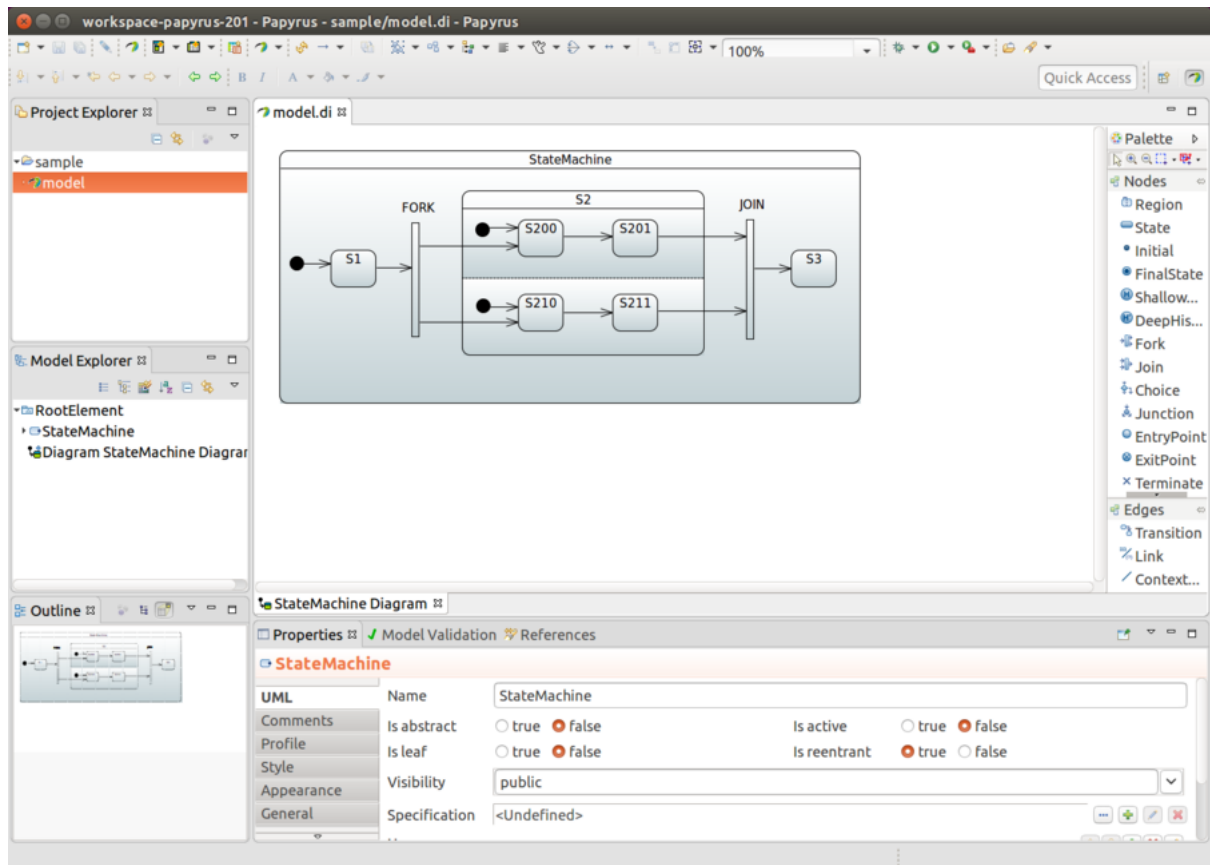 workspace-papyrus-201 - Papyrus - sample/model.di - Papyrus
100%
B I A
Quick Access
Project Explorer
sample
model
Model Explorer
RootElement
StateMachine
Diagram StateMachine Diagrar
Outline
model.di
StateMachine
FORK
S2
JOIN
S200
S201
S1
S3
S210
S211
Palette
Nodes
Region
State
Initial
FinalState
Shallow...
DeepHis...
Fork
Join
Choice
Junction
EntryPoint
ExitPoint
Terminate
Edges
Transition
Link
Context...
StateMachine Diagram
Properties Model Validation References
StateMachine
UML
Comments
Profile
Style
Appearance
General
Name StateMachine
Is abstract true false Is active true false
Is leaf true false Is reentrant true false
Visibility public
Specification <Undefined>